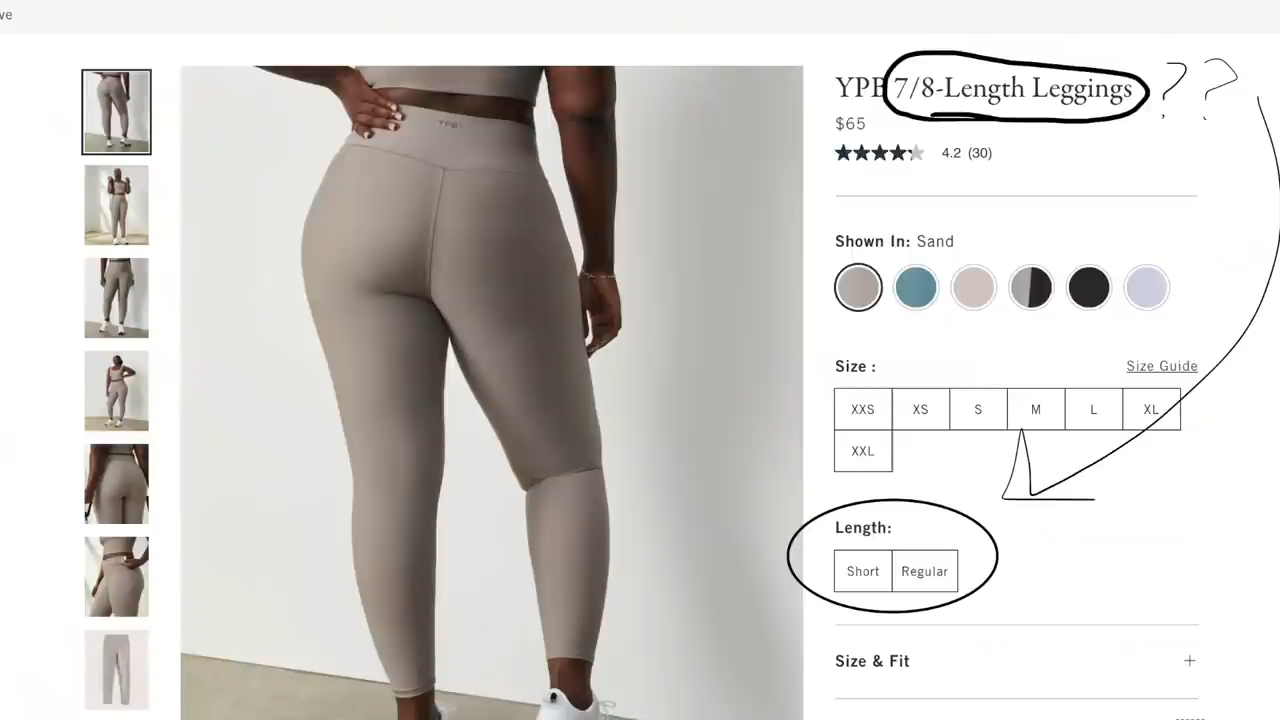 ve
YPB 7/8-Length Leggings ??
$65
4.2 (30)
YPB
Shown In: Sand
Size :
Size Guide
XXS XS S M L XL
XXL
Length:
Short Regular
Size & Fit +